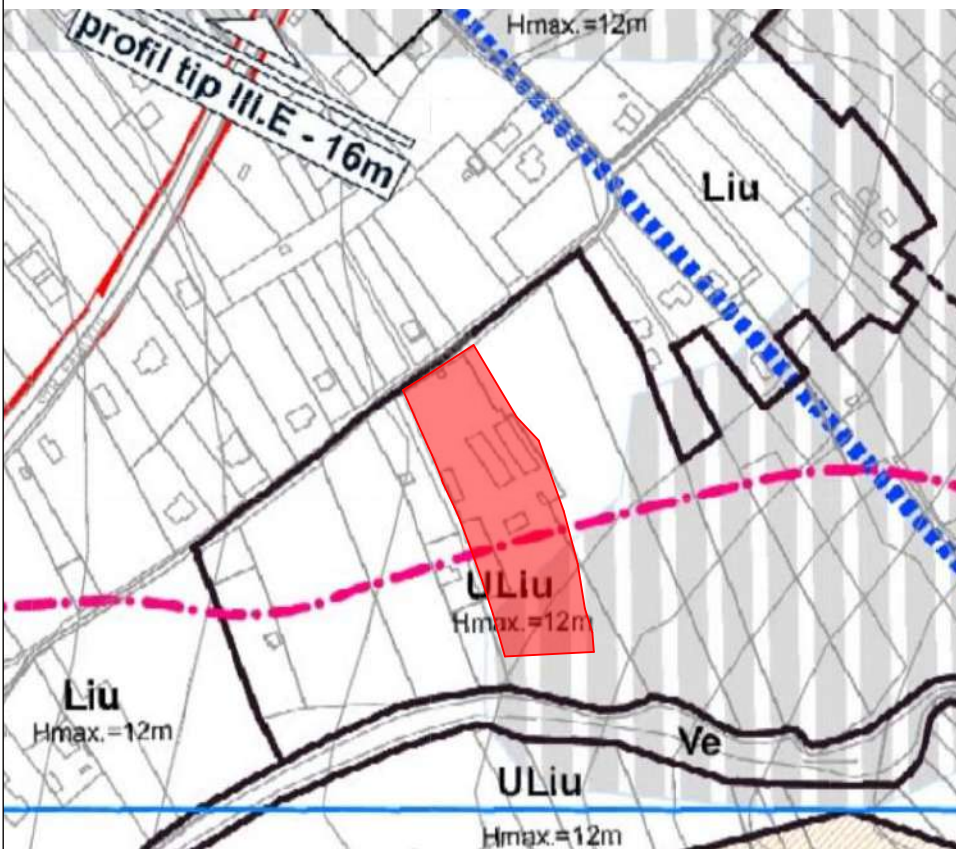 Hmax.=12m
profil tip III.E - 16m
Liu
ULiu
Hmax.=12m
Liu
Hmax.=12m
Ve
ULiu
Hmax.=12m